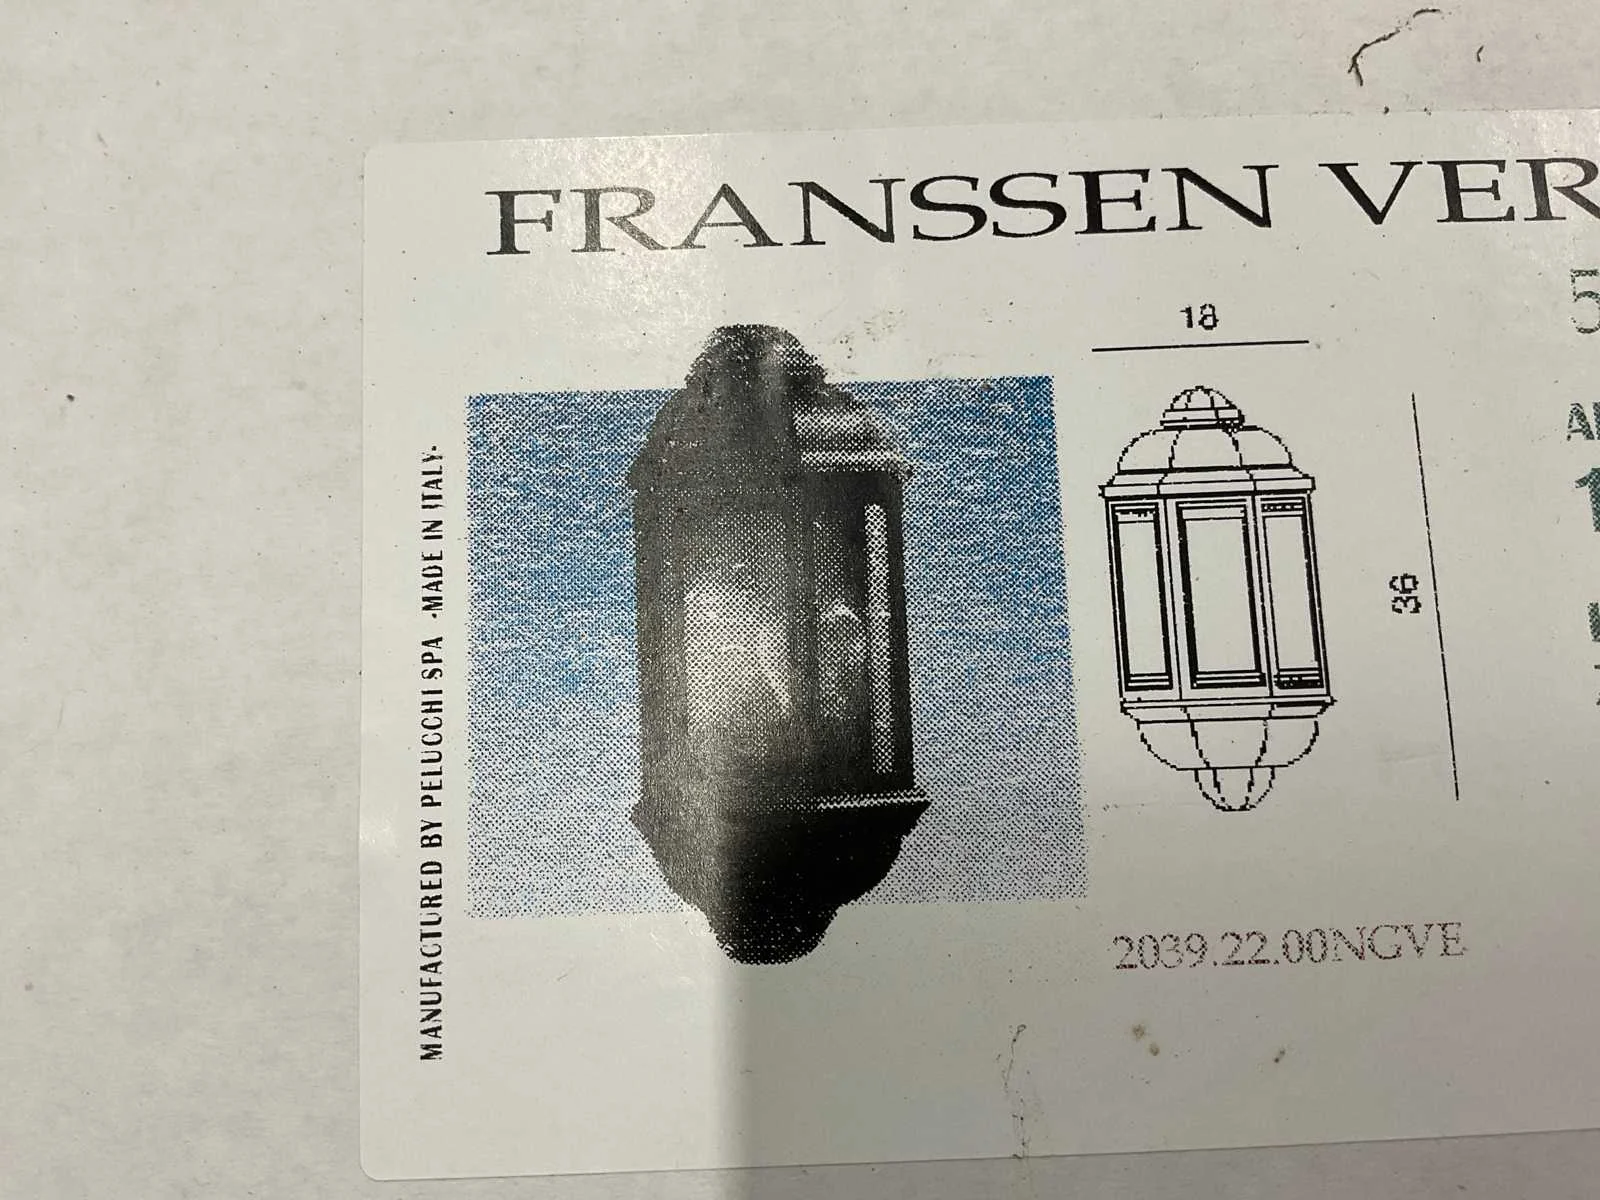 FRANSSEN VER
18
36
2039.22.00NGVE
MANUFACTURED BY PELUCCHI SPA -MADE IN ITALY-